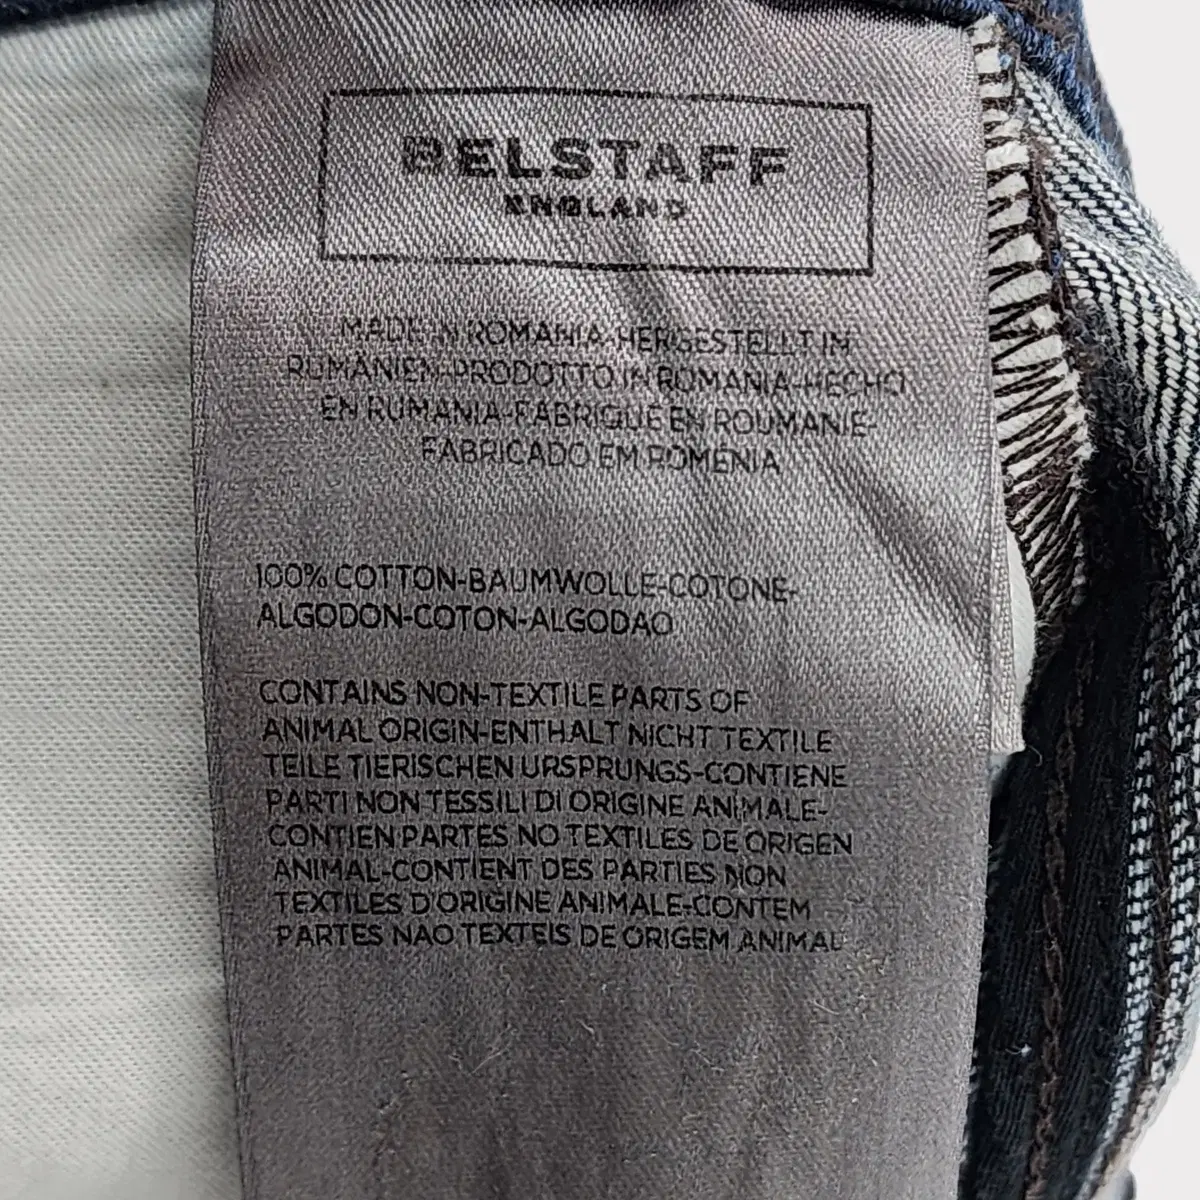 BELSTAFF
ENGLAND
MADE IN ROMANIA-HERGESTELLT IN
RUMÄNIEN-PRODOTTO IN ROMANIA-HECHO
EN RUMANIA-FABRIQUÉ EN ROUMANIE-
FABRICADO EM ROMÉNIA
100% COTTON-BAUMWOLLE-COTONE-
ALGODON-COTON-ALGODAO
CONTAINS NON-TEXTILE PARTS OF
ANIMAL ORIGIN-ENTHALT NICHT TEXTILE
TEILE TIERISCHEN URSPRUNGS-CONTIENE
PARTI NON TESSILI DI ORIGINE ANIMALE-
CONTIEN PARTES NO TEXTILES DE ORIGEN
ANIMAL-CONTIENT DES PARTIES NON
TEXTILES D'ORIGINE ANIMALE-CONTEM
PARTES NAO TEXTEIS DE ORIGEM ANIMAL